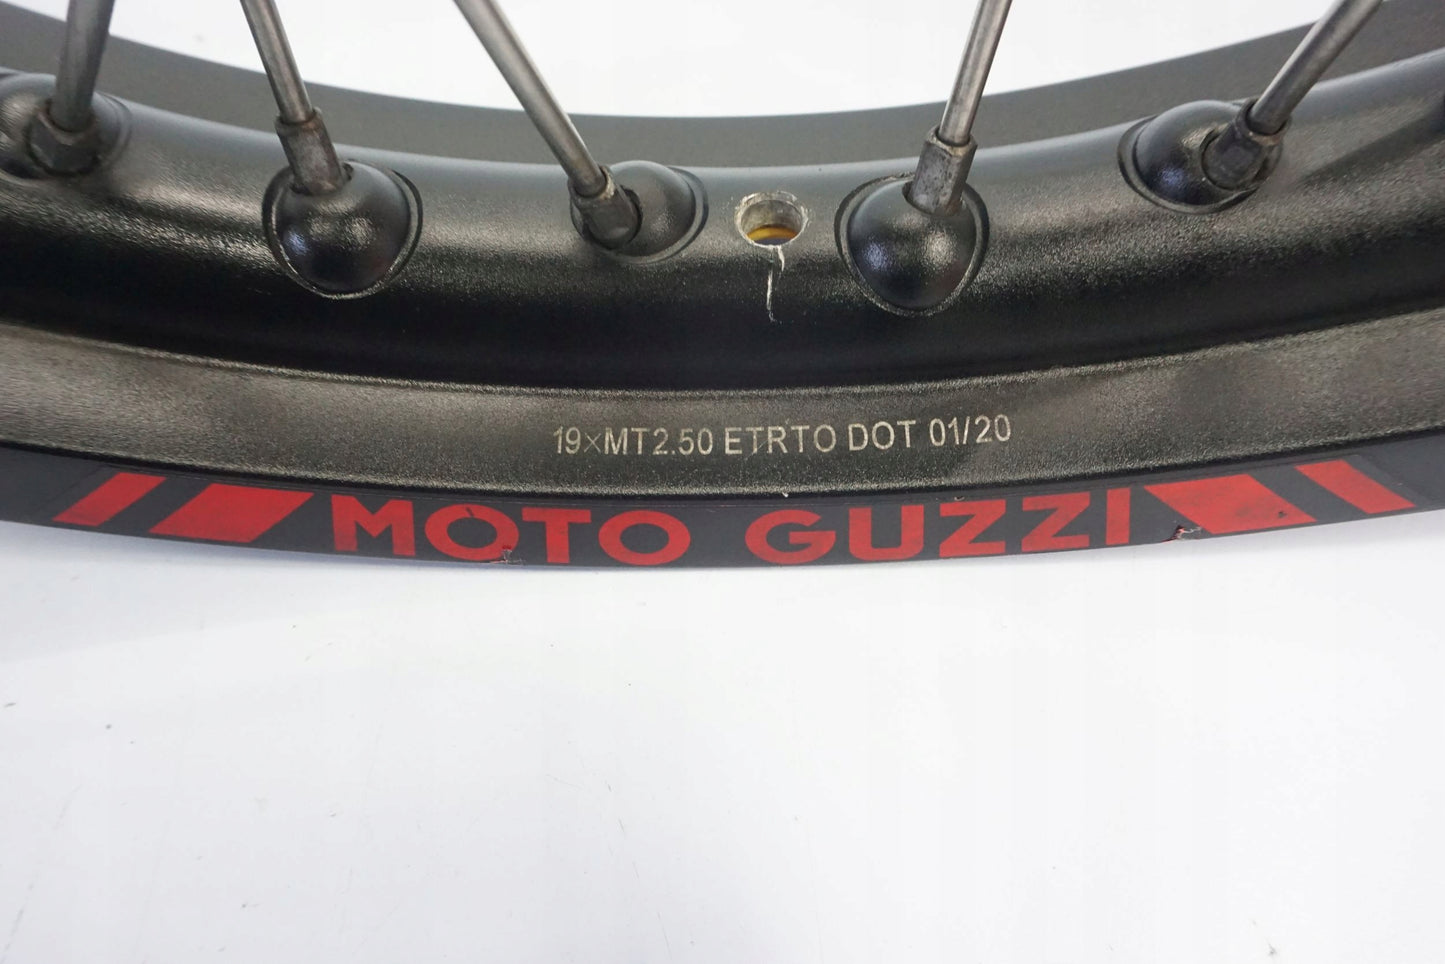 19×MT2.50 ETRTO DOT 01/20
MOTO GUZZI